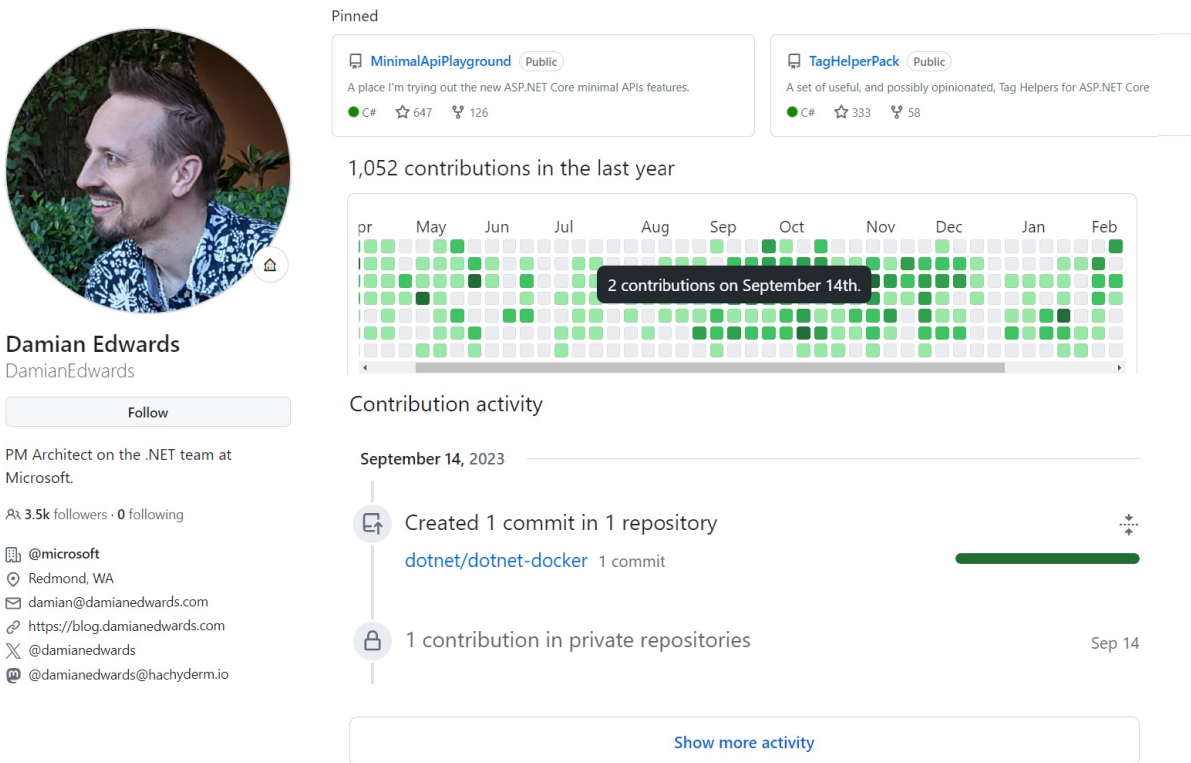 Pinned
MinimalApiPlayground Public
A place I'm trying out the new ASP.NET Core minimal APIs features.
C# 647 126
TagHelperPack Public
A set of useful, and possibly opinionated, Tag Helpers for ASP.NET Core
C# 333 58
1,052 contributions in the last year
pr May Jun Jul Aug Sep Oct Nov Dec Jan Feb
2 contributions on September 14th.
Damian Edwards
DamianEdwards
Follow
PM Architect on the .NET team at
Microsoft.
3.5k followers · 0 following
@microsoft
Redmond, WA
damian@damianedwards.com
https://blog.damianedwards.com
@damianedwards
@damianedwards@hachyderm.io
Contribution activity
September 14, 2023
Created 1 commit in 1 repository
dotnet/dotnet-docker 1 commit
1 contribution in private repositories Sep 14
Show more activity